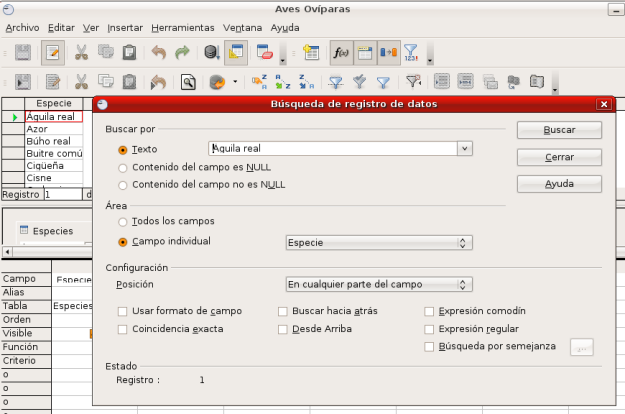 Aves Ovíparas
Archivo Editar Ver Insertar Herramientas Ventana Ayuda
Especie
Águila real
Azor
Búho real
Buitre comú
Cigüeña
Cisne
Registro 1 d
Especies
Campo Especie
Alias
Tabla Especies
Orden
Visible
Función
Criterio
o
o
o
Búsqueda de registro de datos
Buscar por
Texto Águila real
Contenido del campo es NULL
Contenido del campo no es NULL
Buscar
Cerrar
Ayuda
Área
Todos los campos
Campo individual Especie
Configuración
Posición En cualquier parte del campo
Usar formato de campo Buscar hacia atrás Expresión comodín
Coincidencia exacta Desde Arriba Expresión regular
Búsqueda por semejanza ...
Estado
Registro : 1